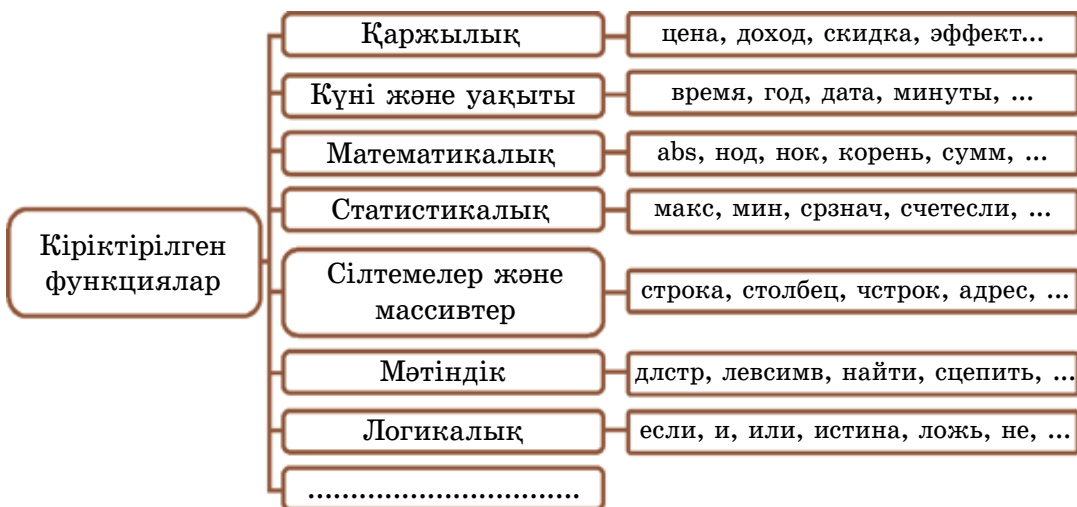 Қаржылық
цена, доход, скидка, эффект...
Күні және уақыты
время, год, дата, минуты, ...
Математикалық
abs, нод, нок, корень, сумм, ...
Статистикалық
макс, мин, срзнач, счетесли, ...
Кіріктірілген
функциялар
Сілтемелер және
массивтер
строка, столбец, чстрок, адрес, ...
Мәтіндік
длстр, левсимв, найти, сцепить, ...
Логикалық
если, и, или, истина, ложь, не, ...
................................